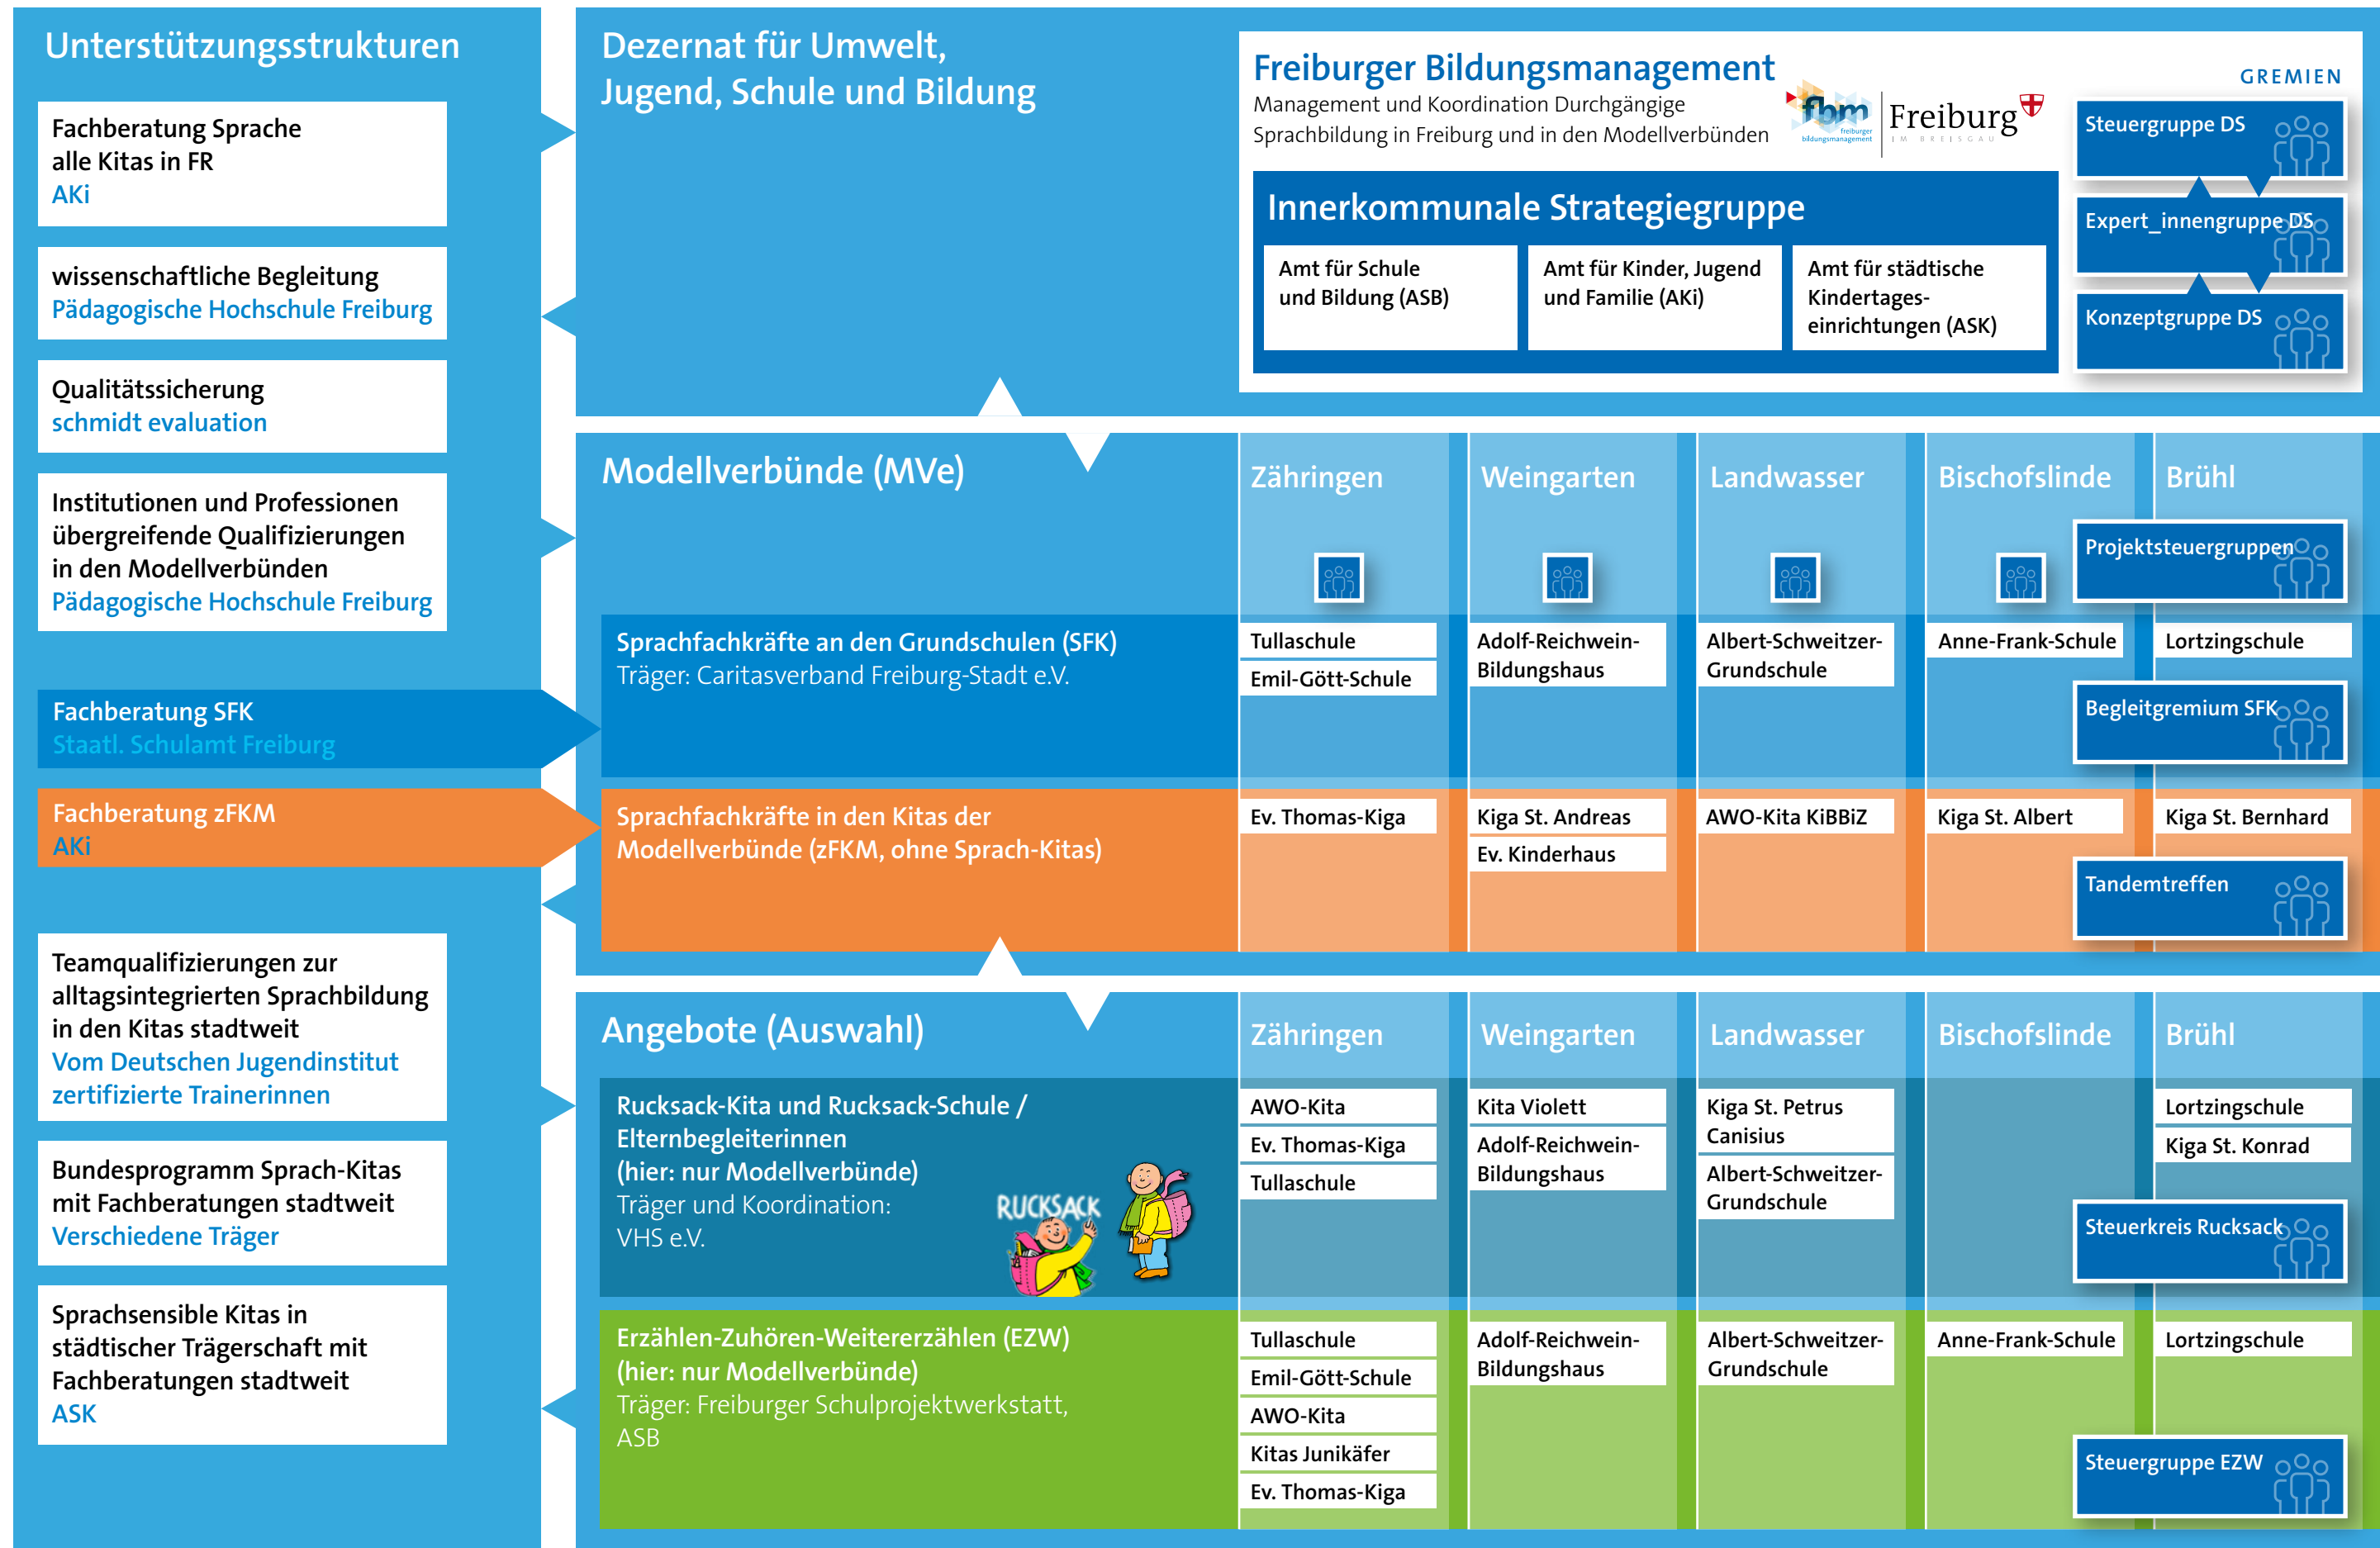 Unterstützungsstrukturen
Fachberatung Sprache
alle Kitas in FR
AKi
wissenschaftliche Begleitung
Pädagogische Hochschule Freiburg
Qualitätssicherung
schmidt evaluation
Institutionen und Professionen
übergreifende Qualifizierungen
in den Modellverbünden
Pädagogische Hochschule Freiburg
Fachberatung SFK
Staatl. Schulamt Freiburg
Fachberatung zFKM
AKi
Teamqualifizierungen zur
alltagsintegrierten Sprachbildung
in den Kitas stadtweit
Vom Deutschen Jugendinstitut
zertifizierte Trainerinnen
Bundesprogramm Sprach-Kitas
mit Fachberatungen stadtweit
Verschiedene Träger
Sprachsensible Kitas in
städtischer Trägerschaft mit
Fachberatungen stadtweit
ASK
Dezernat für Umwelt,
Jugend, Schule und Bildung
Freiburger Bildungsmanagement
Management und Koordination Durchgängige
Sprachbildung in Freiburg und in den Modellverbünden
fbm
freiburger
bildungsmanagement
Freiburg
IM BREISGAU
GREMIEN
Steuergruppe DS
Expert_innengruppe DS
Konzeptgruppe DS
Innerkommunale Strategiegruppe
Amt für Schule
und Bildung (ASB)
Amt für Kinder, Jugend
und Familie (AKi)
Amt für städtische
Kindertages-
einrichtungen (ASK)
Modellverbünde (MVe)
Zähringen
Weingarten
Landwasser
Bischofslinde
Brühl
Projektsteuergruppen
Sprachfachkräfte an den Grundschulen (SFK)
Träger: Caritasverband Freiburg-Stadt e.V.
Tullaschule
Emil-Gött-Schule
Adolf-Reichwein-
Bildungshaus
Albert-Schweitzer-
Grundschule
Anne-Frank-Schule
Lortzingschule
Begleitgremium SFK
Sprachfachkräfte in den Kitas der
Modellverbünde (zFKM, ohne Sprach-Kitas)
Ev. Thomas-Kiga
Kiga St. Andreas
Ev. Kinderhaus
AWO-Kita KiBBiZ
Kiga St. Albert
Kiga St. Bernhard
Tandemtreffen
Angebote (Auswahl)
Zähringen
Weingarten
Landwasser
Bischofslinde
Brühl
Rucksack-Kita und Rucksack-Schule /
Elternbegleiterinnen
(hier: nur Modellverbünde)
Träger und Koordination:
VHS e.V.
RUCKSACK
AWO-Kita
Ev. Thomas-Kiga
Tullaschule
Kita Violett
Adolf-Reichwein-
Bildungshaus
Kiga St. Petrus
Canisius
Albert-Schweitzer-
Grundschule
Lortzingschule
Kiga St. Konrad
Steuerkreis Rucksack
Erzählen-Zuhören-Weitererzählen (EZW)
(hier: nur Modellverbünde)
Träger: Freiburger Schulprojektwerkstatt,
ASB
Tullaschule
Emil-Gött-Schule
AWO-Kita
Kitas Junikäfer
Ev. Thomas-Kiga
Adolf-Reichwein-
Bildungshaus
Albert-Schweitzer-
Grundschule
Anne-Frank-Schule
Lortzingschule
Steuergruppe EZW